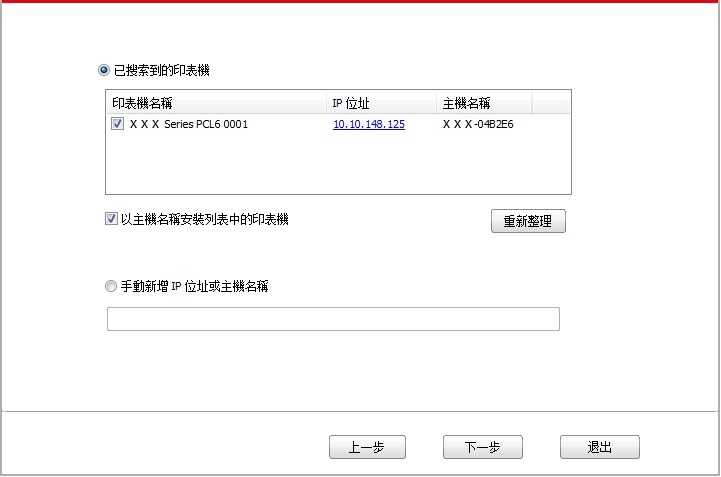 已搜索到的印表機
印表機名稱 IP 位址 主機名稱
X X X Series PCL6 0001 10.10.148.125 X X X-04B2E6
以主機名稱安裝列表中的印表機 重新整理
手動新增 IP 位址或主機名稱
上一步 下一步 退出